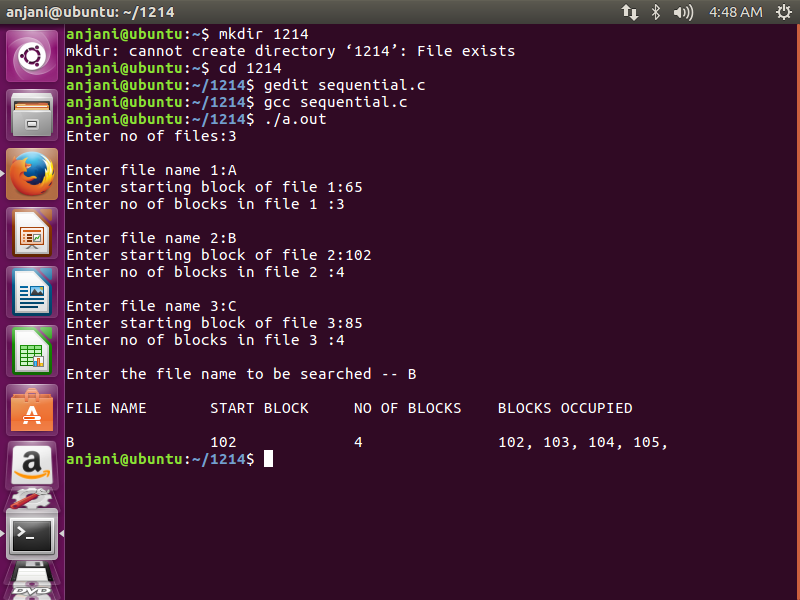 anjani@ubuntu: ~/1214
4:48 AM
anjani@ubuntu:~$ mkdir 1214
mkdir: cannot create directory ‘1214’: File exists
anjani@ubuntu:~$ cd 1214
anjani@ubuntu:~/1214$ gedit sequential.c
anjani@ubuntu:~/1214$ gcc sequential.c
anjani@ubuntu:~/1214$ ./a.out
Enter no of files:3
Enter file name 1:A
Enter starting block of file 1:65
Enter no of blocks in file 1 :3
Enter file name 2:B
Enter starting block of file 2:102
Enter no of blocks in file 2 :4
Enter file name 3:C
Enter starting block of file 3:85
Enter no of blocks in file 3 :4
Enter the file name to be searched -- B
FILE NAME START BLOCK NO OF BLOCKS BLOCKS OCCUPIED
B 102 4 102, 103, 104, 105,
anjani@ubuntu:~/1214$
A
a
>_
DVD